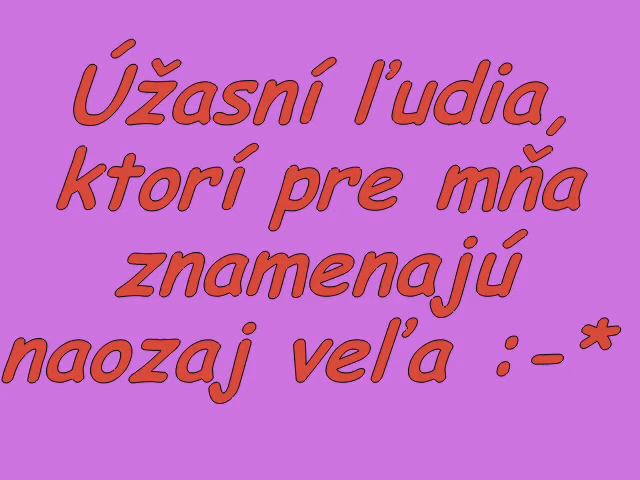 Úžasní ľudia,
ktorí pre mňa
znamenajú
naozaj veľa :-*